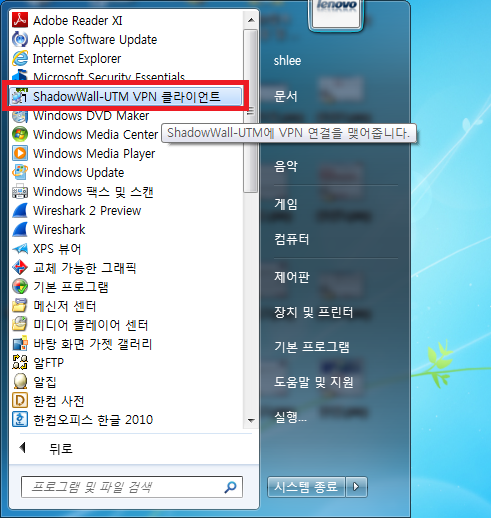 Adobe Reader XI
Apple Software Update
Internet Explorer
Microsoft Security Essentials
ShadowWall-UTM VPN 클라이언트
Windows DVD Maker
Windows Media Center
Windows Media Player
Windows Update
Windows 팩스 및 스캔
Wireshark 2 Preview
Wireshark
XPS 뷰어
교체 가능한 그래픽
기본 프로그램
메신저 센터
미디어 플레이어 센터
바탕 화면 가젯 갤러리
알FTP
알집
한컴 사전
한컴오피스 한글 2010
뒤로
프로그램 및 파일 검색
lenovo
shlee
문서
ShadowWall-UTM에 VPN 연결을 맺어줍니다.
음악
게임
컴퓨터
제어판
장치 및 프린터
기본 프로그램
도움말 및 지원
실행...
시스템 종료